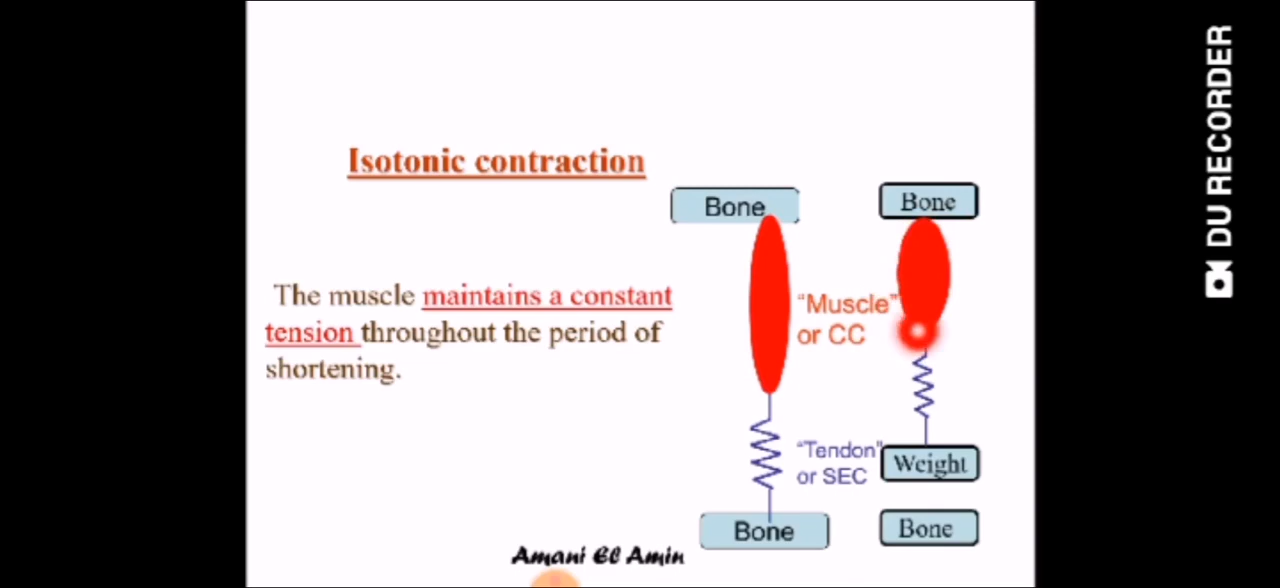 Isotonic contraction
The muscle maintains a constant
tension throughout the period of
shortening.
Bone
"Muscle"
or CC
"Tendon"
or SEC
Bone
Bone
Weight
Bone
Amani El Amin
DU RECORDER